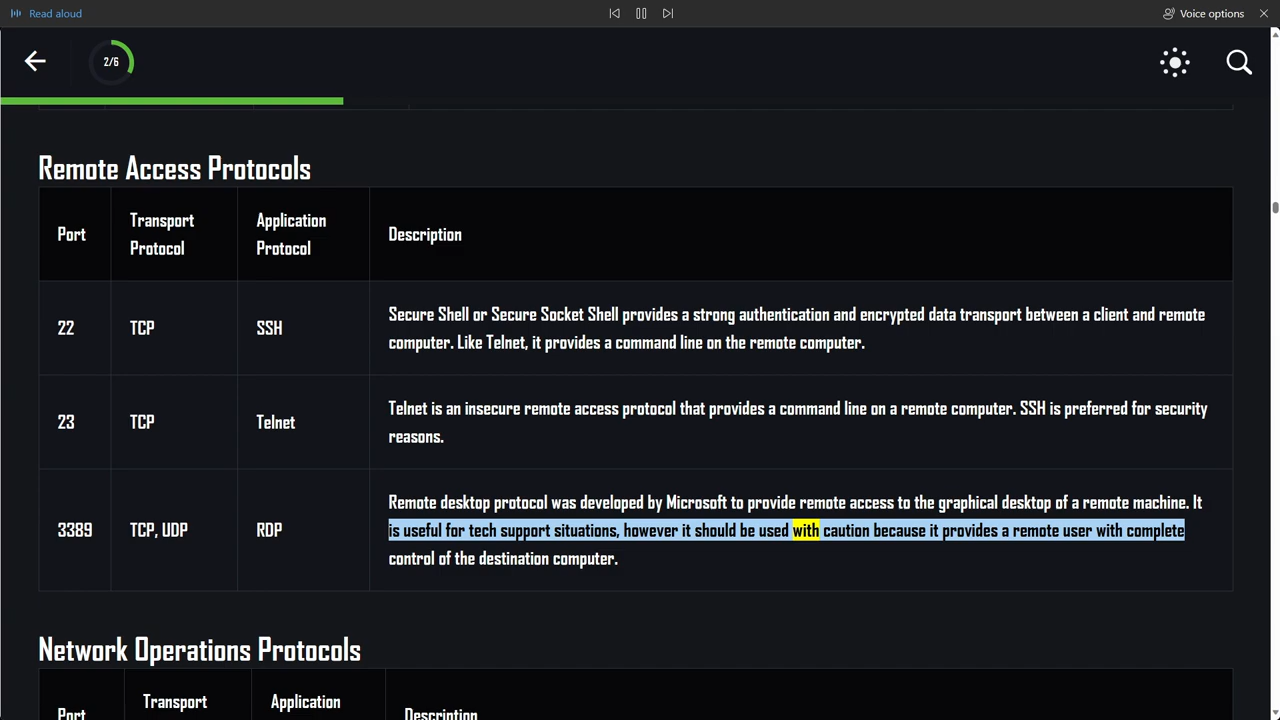 Read aloud
Voice options
2/6
Remote Access Protocols
Port
Transport
Protocol
Application
Protocol
Description
22
TCP
SSH
Secure Shell or Secure Socket Shell provides a strong authentication and encrypted data transport between a client and remote
computer. Like Telnet, it provides a command line on the remote computer.
23
TCP
Telnet
Telnet is an insecure remote access protocol that provides a command line on a remote computer. SSH is preferred for security
reasons.
3389
TCP, UDP
RDP
Remote desktop protocol was developed by Microsoft to provide remote access to the graphical desktop of a remote machine. It
is useful for tech support situations, however it should be used with caution because it provides a remote user with complete
control of the destination computer.
Network Operations Protocols
Port
Transport
Application
Description